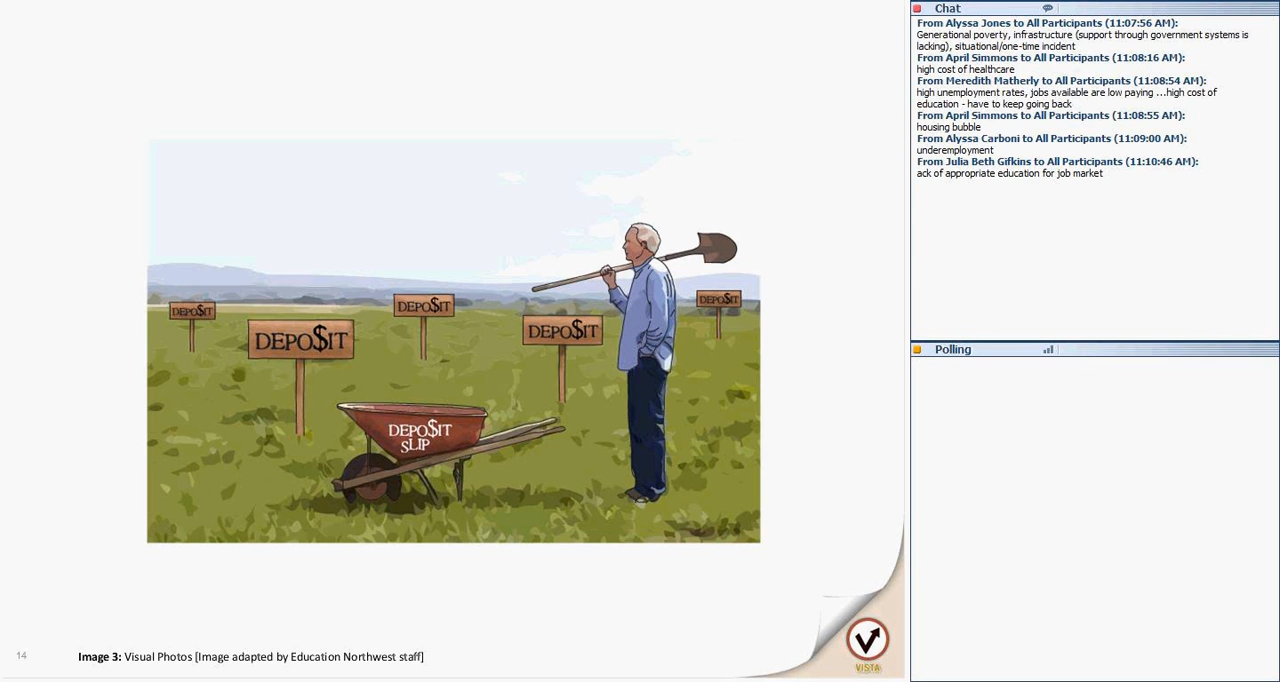 DEPO$IT
DEPO$IT
DEPO$IT
DEPO$IT
DEPO$IT
DEPO$IT
SLIP
14
Image 3: Visual Photos [Image adapted by Education Northwest staff]
VISTA
Chat
From Alyssa Jones to All Participants (11:07:56 AM):
Generational poverty, infrastructure (support through government systems is
lacking), situational/one-time incident
From April Simmons to All Participants (11:08:16 AM):
high cost of healthcare
From Meredith Matherly to All Participants (11:08:54 AM):
high unemployment rates, jobs available are low paying ...high cost of
education - have to keep going back
From April Simmons to All Participants (11:08:55 AM):
housing bubble
From Alyssa Carboni to All Participants (11:09:00 AM):
underemployment
From Julia Beth Gifkins to All Participants (11:10:46 AM):
ack of appropriate education for job market
Polling